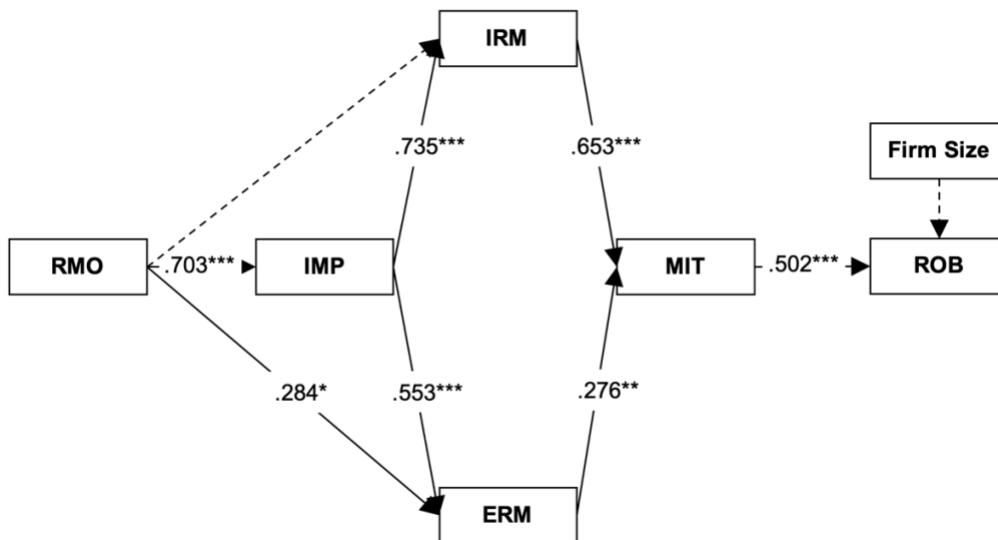 IRM
.735***
.653***
Firm Size
RMO
.703***
IMP
MIT
.502***
ROB
.284*
.553***
.276**
ERM